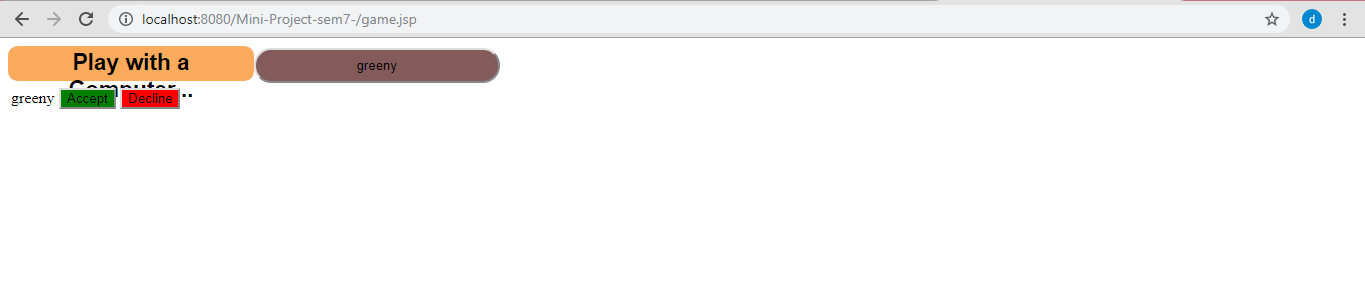 localhost:8080/Mini-Project-sem7-/game.jsp
d
Play with a
Computer...
greeny
greeny Accept Decline